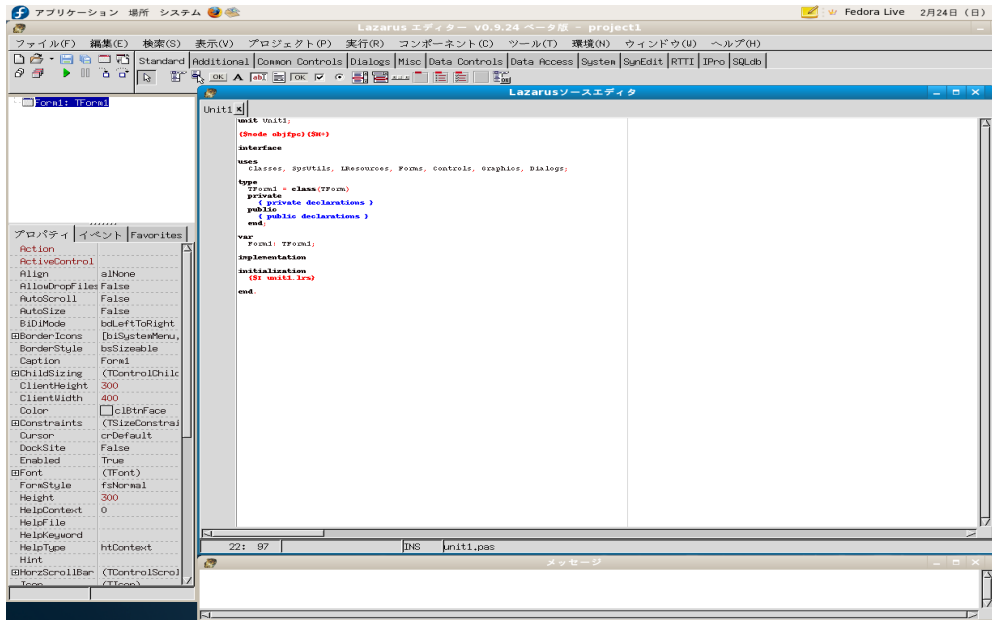 アプリケーション 場所 システム Fedora Live 2月24日 (日)
Lazarus エディター v0.9.24 ベータ版 - project1
ファイル(F) 編集(E) 検索(S) 表示(V) プロジェクト(P) 実行(R) コンポーネント(C) ツール(T) 環境(N) ウィンドウ(W) ヘルプ(H)
Standard Additional Common Controls Dialogs Misc Data Controls Data Access System SynEdit RTTI IPro SQLdb
Form1: TForm1
Lazarusソースエディタ
Unit1
unit Unit1;
{$mode objfpc}{$H+}
interface
uses
Classes, SysUtils, LResources, Forms, Controls, Graphics, Dialogs;
type
TForm1 = class(TForm)
private
{ private declarations }
public
{ public declarations }
end;
var
Form1: TForm1;
implementation
initialization
{$I unit1.lrs}
end.
22: 97 INS unit1.pas
プロパティ イベント Favorites
Action
ActiveControl
Align alNone
AllowDropFiles False
AutoScroll False
AutoSize False
BiDiMode bdLeftToRight
BorderIcons [biSystemMenu,
BorderStyle bsSizeable
Caption Form1
ChildSizing (TControlChilc
ClientHeight 300
ClientWidth 400
Color clBtnFace
Constraints (TSizeConstrai
Cursor crDefault
DockSite False
Enabled True
Font (TFont)
FormStyle fsNormal
Height 300
HelpContext 0
HelpFile
HelpKeyword
HelpType htContext
Hint
HorzScrollBar (TControlScrol
Icon (TIcon)
メッセージ